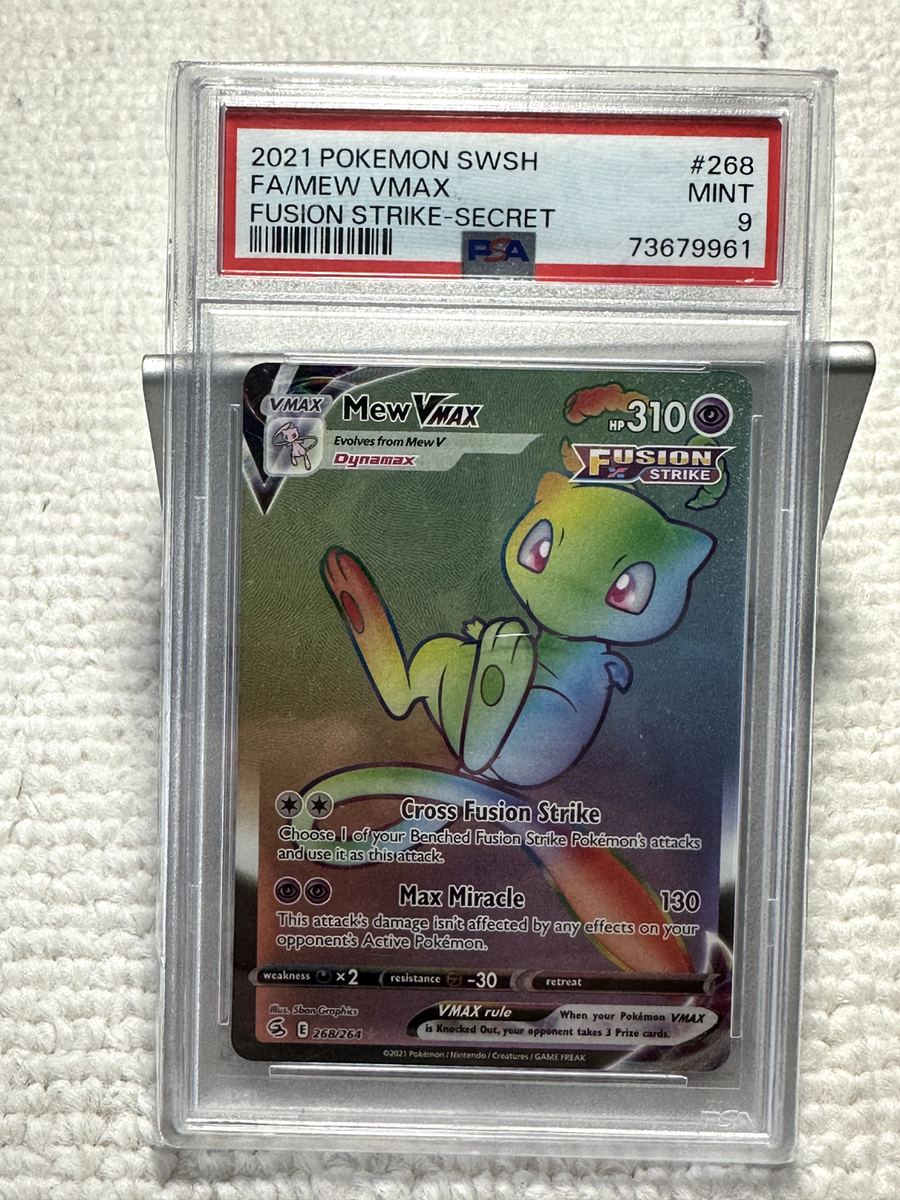 2021 POKEMON SWSH #268
FA/MEW VMAX MINT
FUSION STRIKE-SECRET 9
PSA 73679961
VMAX Mew VMAX HP 310
Evolves from Mew V
Dynamax
FUSION
STRIKE
Cross Fusion Strike
Choose 1 of your Benched Fusion Strike Pokémon's attacks
and use it as this attack.
Max Miracle 130
This attack's damage isn't affected by any effects on your
opponent's Active Pokémon.
weakness ×2 resistance -30 retreat
illus. 5ban Graphics
E 268/264
VMAX rule When your Pokémon VMAX
is Knocked Out, your opponent takes 3 Prize cards.
©2021 Pokémon / Nintendo / Creatures / GAME FREAK
PSA